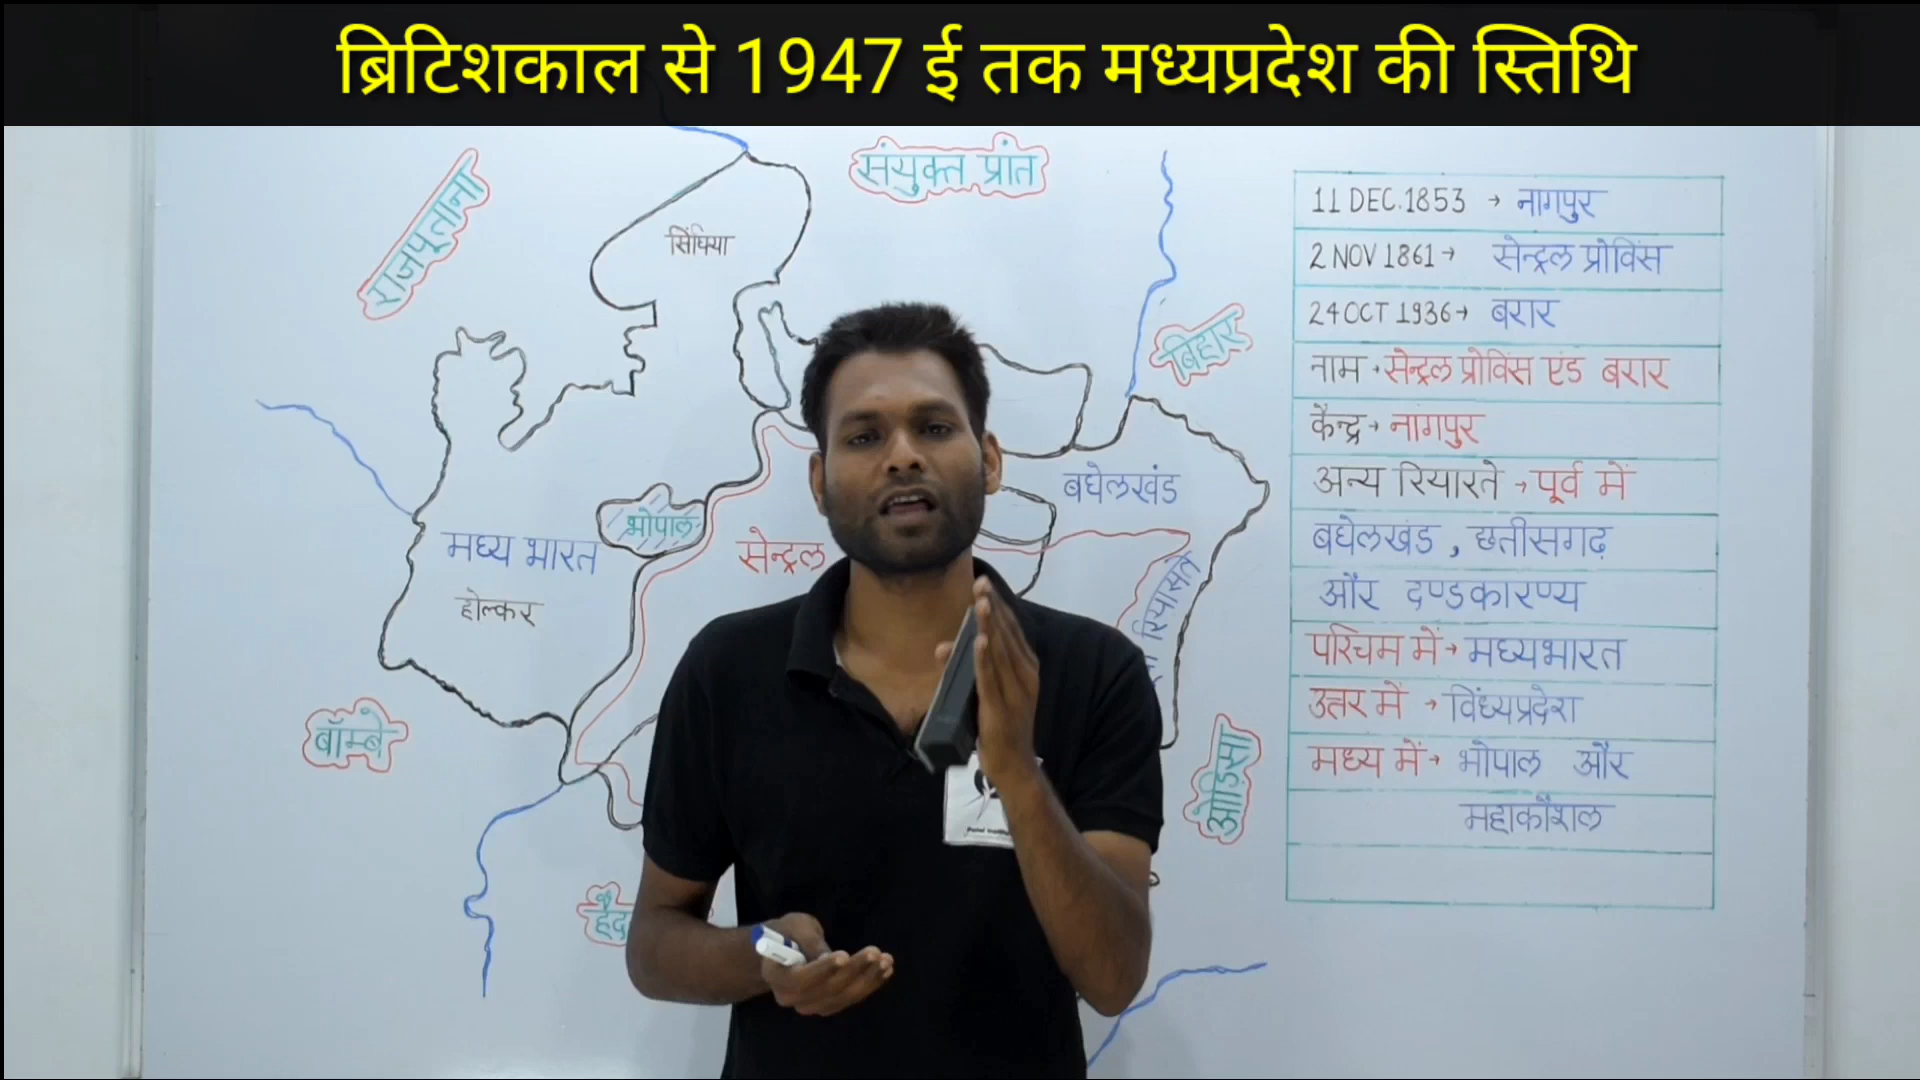 ब्रिटिशकाल से 1947 ई तक मध्यप्रदेश की स्तिथि
संयुक्त प्रांत
राजपूताना
सिंधिया
बिहार
बघेलखंड
भोपाल
मध्य भारत
सेन्ट्रल
होल्कर
रियासते
बॉम्बे
ओडिसा
हैद
11 DEC.1853 → नागपुर
2 NOV 1861 → सेन्ट्रल प्रोविंस
24 OCT 1936 → बरार
नाम → सेन्ट्रल प्रोविंस एंड बरार
कैन्द्र → नागपुर
अन्य रियारते → पूर्व में
बघेलखंड , छतीसगढ़
और दण्डकारण्य
पश्चिम में → मध्यभारत
उत्तर में → विंध्यप्रदेश
मध्य में → भोपाल और
महाकौशल